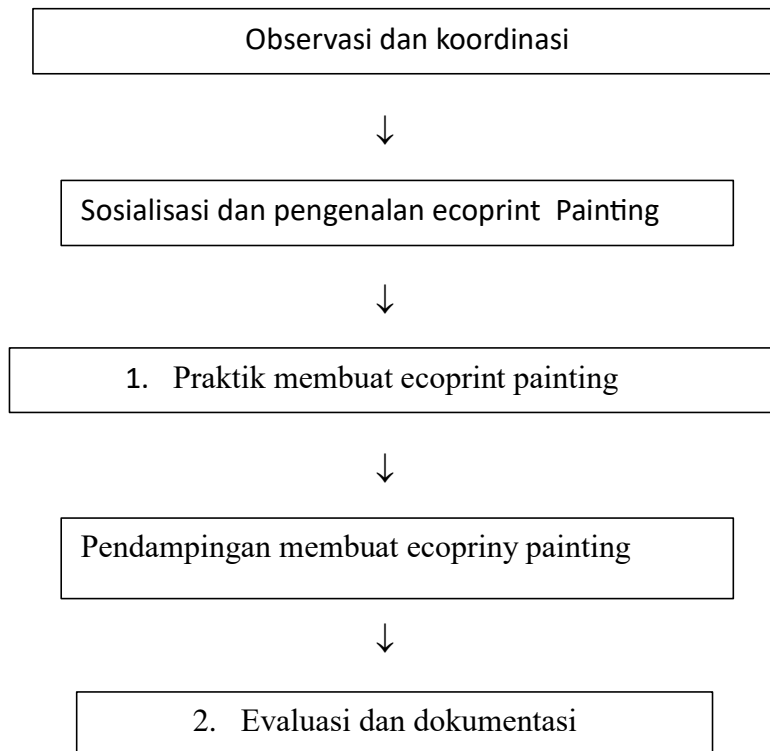 Observasi dan koordinasi
↓
Sosialisasi dan pengenalan ecoprint  Painting
↓
1. Praktik membuat ecoprint painting
↓
Pendampingan membuat ecopriny painting
↓
2. Evaluasi dan dokumentasi